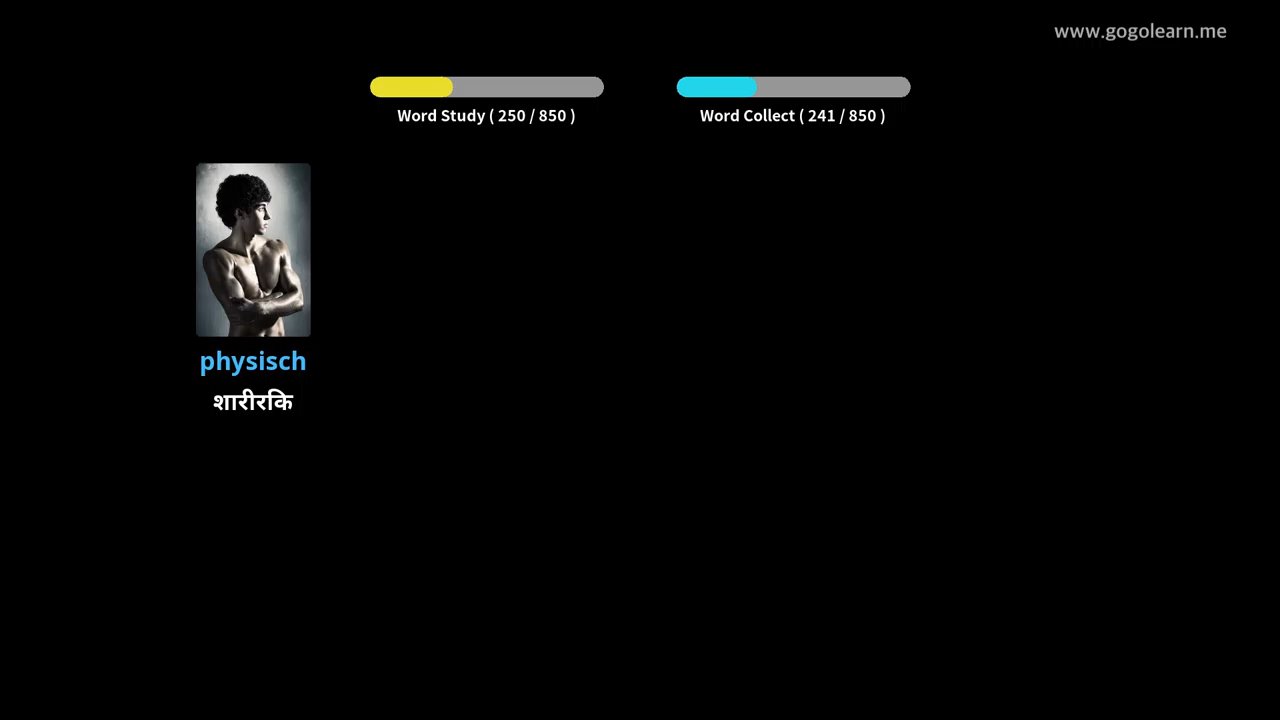 www.gogolearn.me
Word Study ( 250 / 850 )
Word Collect ( 241 / 850 )
physisch
शारीरकि